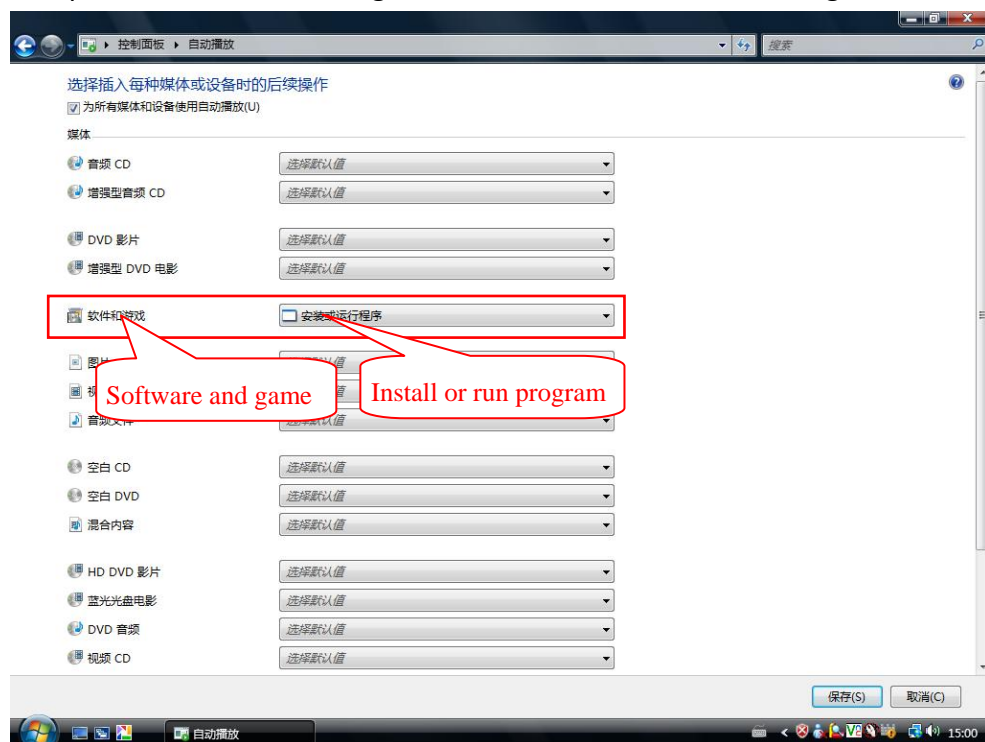 控制面板 ▸ 自动播放
搜索
选择插入每种媒体或设备时的后续操作
为所有媒体和设备使用自动播放(U)
媒体
音频 CD 选择默认值
增强型音频 CD 选择默认值
DVD 影片 选择默认值
增强型 DVD 电影 选择默认值
软件和游戏 安装或运行程序
Software and game
Install or run program
空白 CD 选择默认值
空白 DVD 选择默认值
混合内容 选择默认值
HD DVD 影片 选择默认值
蓝光光盘电影 选择默认值
DVD 音频 选择默认值
视频 CD 选择默认值
保存(S) 取消(C)
自动播放
15:00